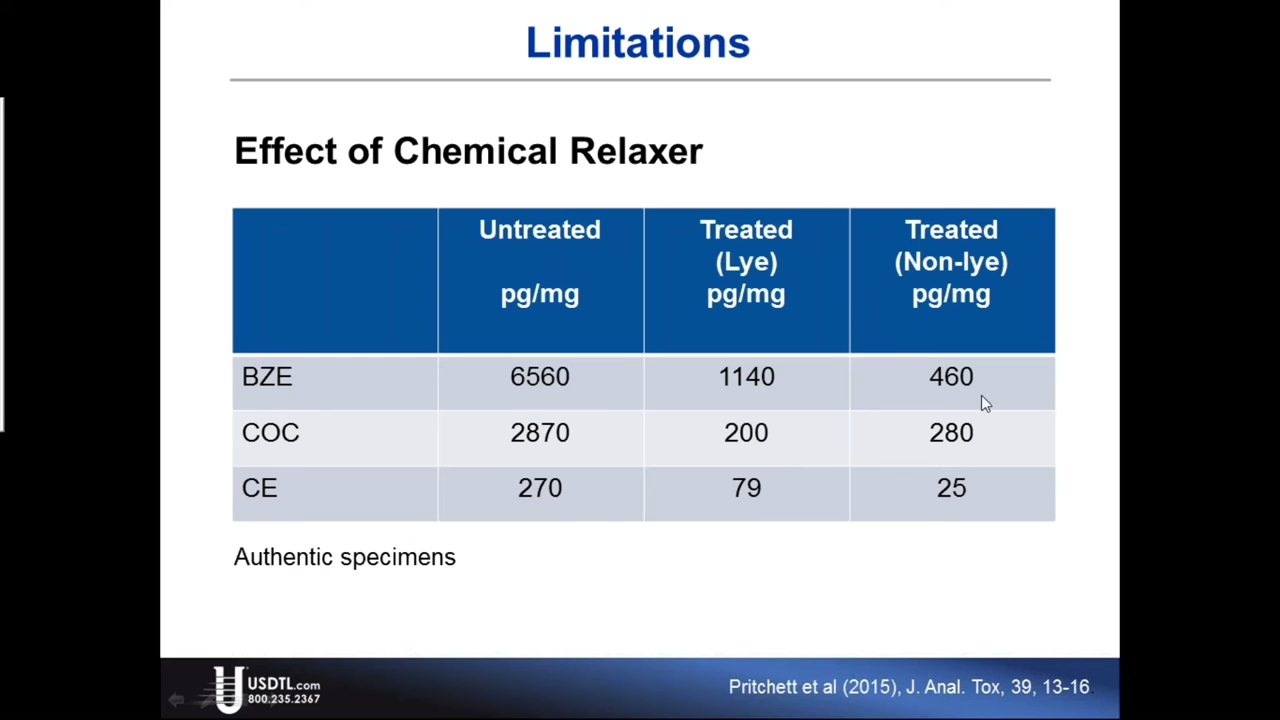 Limitations
Effect of Chemical Relaxer
Untreated Treated Treated
(Lye) (Non-lye)
pg/mg pg/mg pg/mg
BZE 6560 1140 460
COC 2870 200 280
CE 270 79 25
Authentic specimens
USDTL.com
800.235.2367
Pritchett et al (2015), J. Anal. Tox, 39, 13-16.